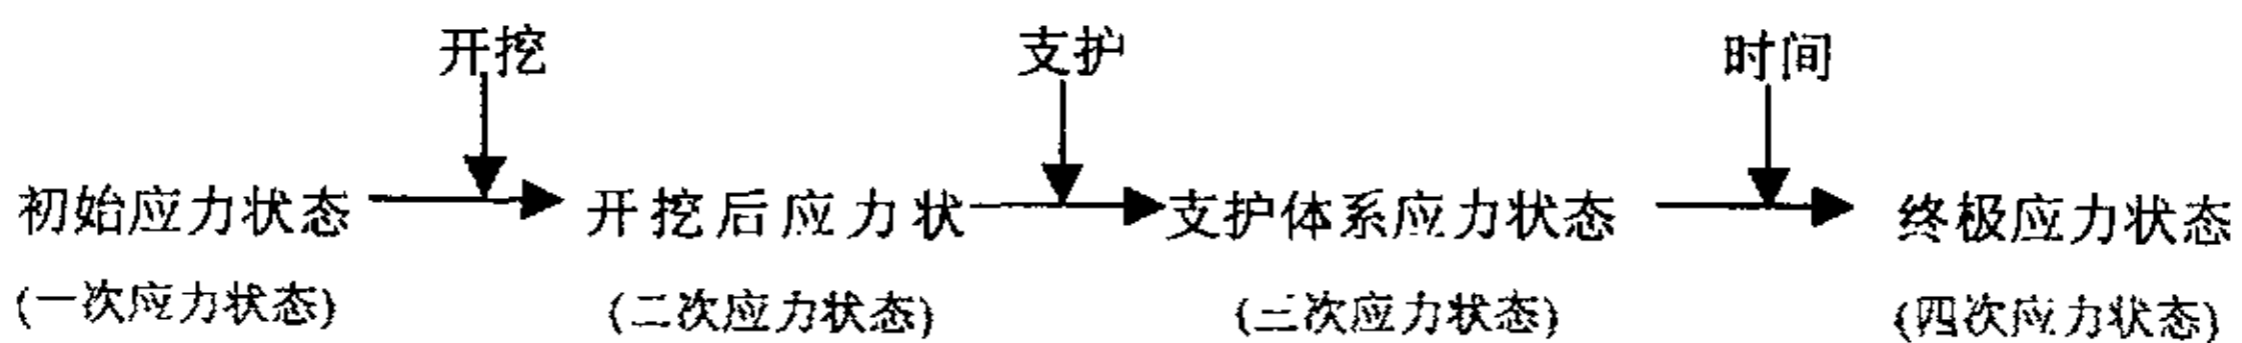 开挖 支护 时间
初始应力状态 开挖后应力状 支护体系应力状态 终极应力状态
(一次应力状态) (二次应力状态) (三次应力状态) (四次应力状态)